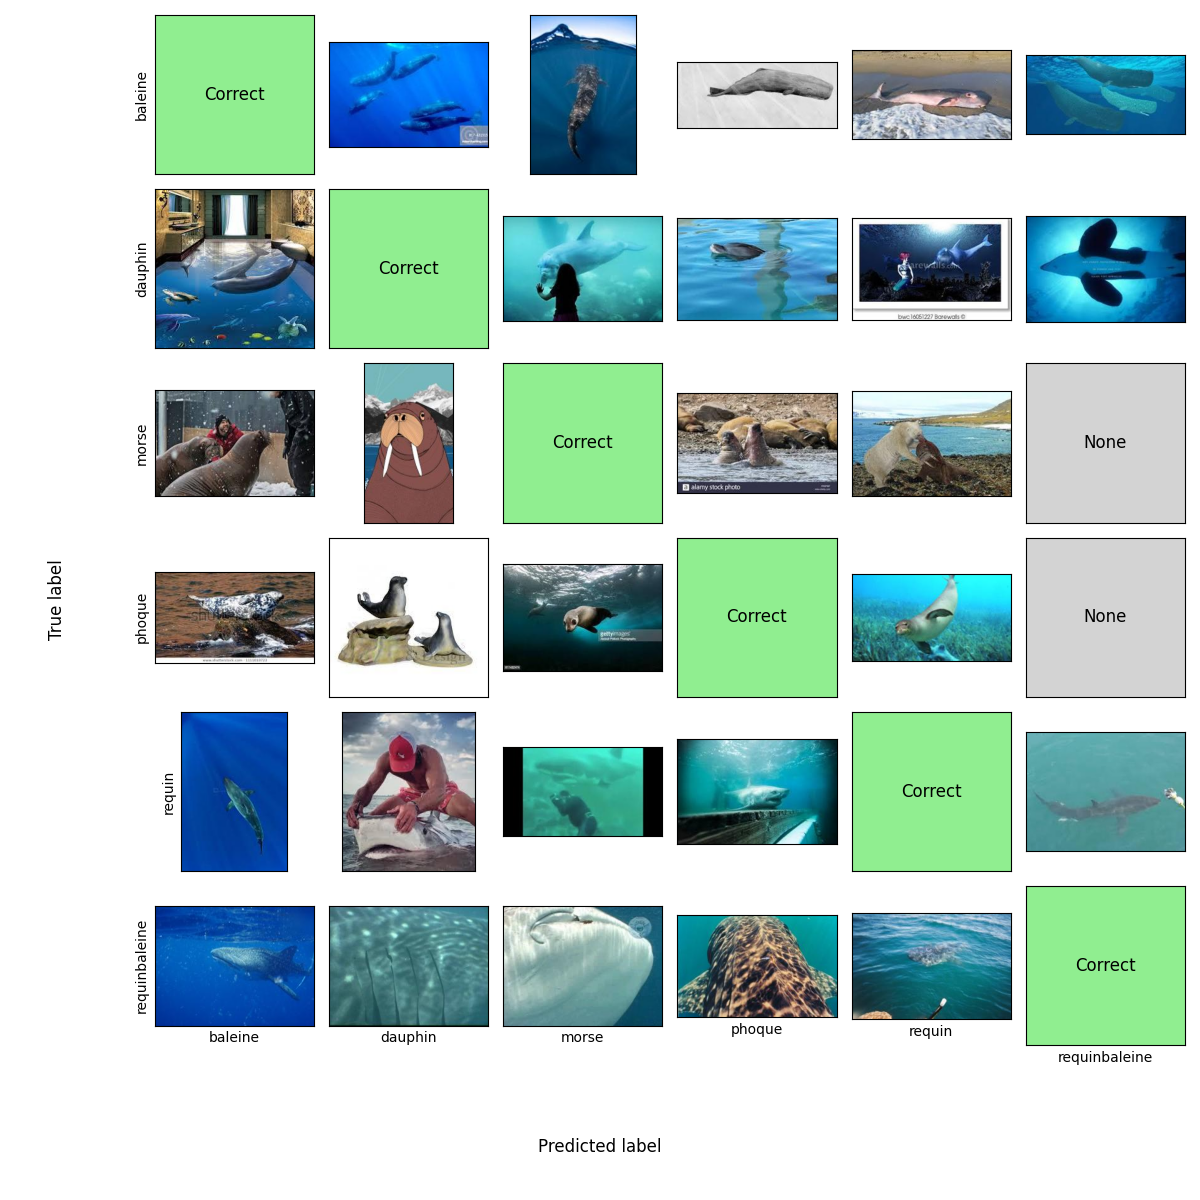 baleine
Correct
dauphin
Correct
bwc16051227 Barewalls ©
morse
Correct
a alamy stock photo
None
True label
phoque
gettyimages
Correct
None
requin
Correct
requinbaleine
Correct
baleine
dauphin
morse
phoque
requin
requinbaleine
Predicted label